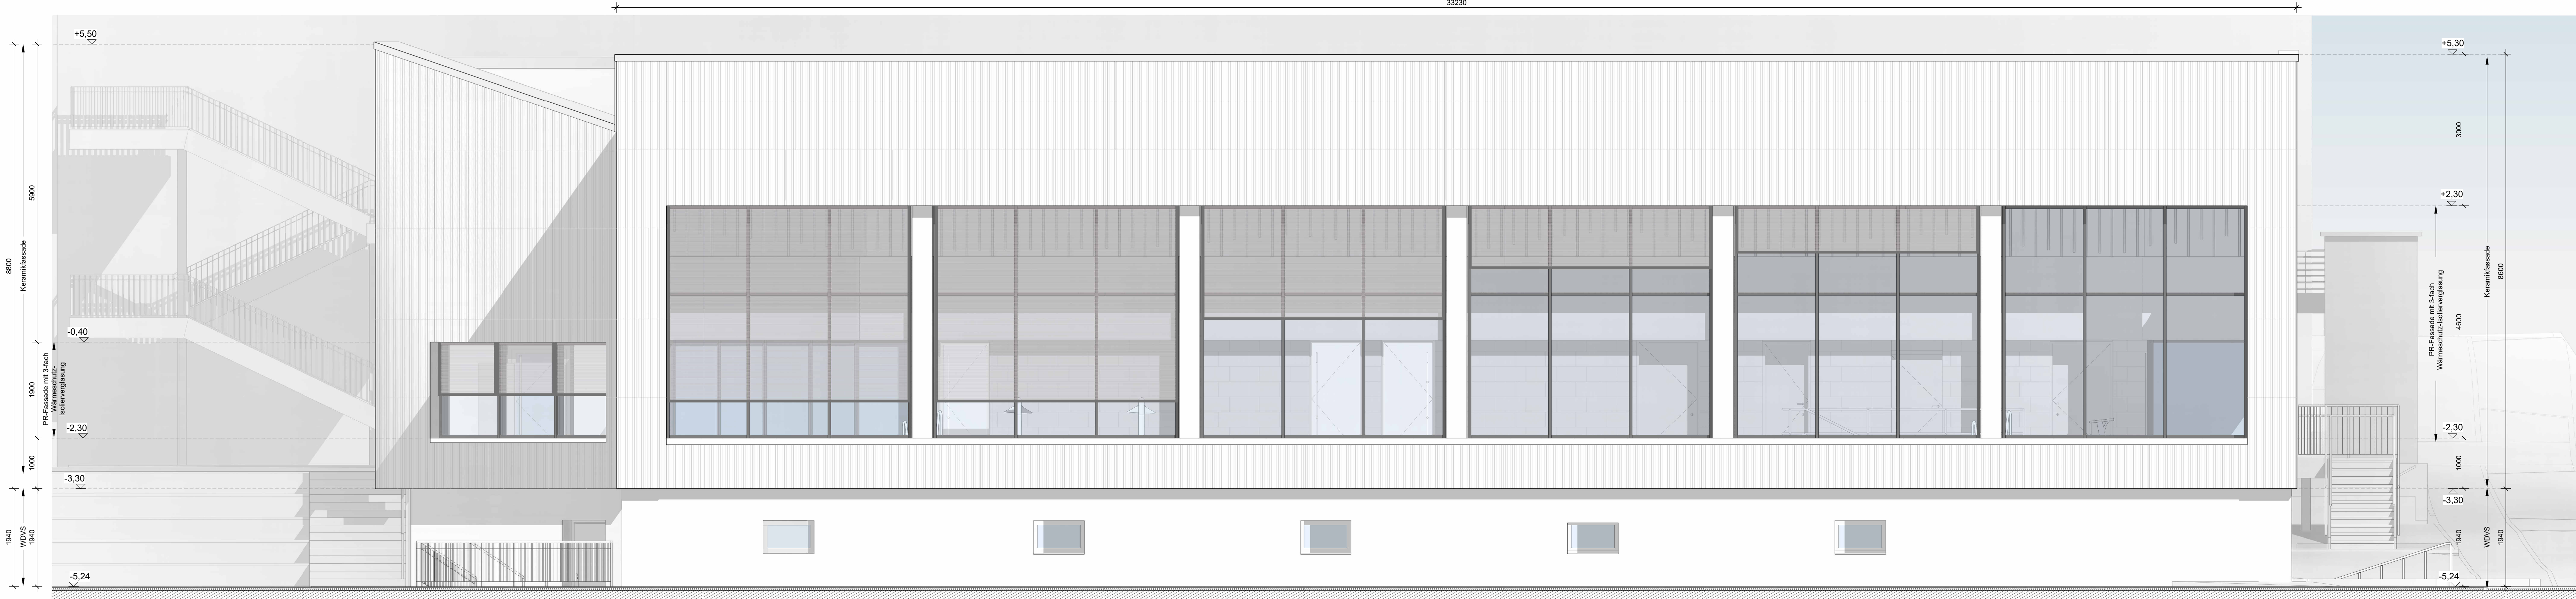 33230
+5,50
-0,40
-2,30
-3,30
-5,24
8800
1940
Keramikfassade
WDVS
5900
1900
1000
1940
PR-Fassade mit 3-fach
Wärmeschutz-
Isolierverglasung
+5,30
+2,30
-2,30
-3,30
-5,24
PR-Fassade mit 3-fach
Wärmeschutz-Isolierverglasung
3000
4600
1000
1940
Keramikfassade
WDVS
8600
1940